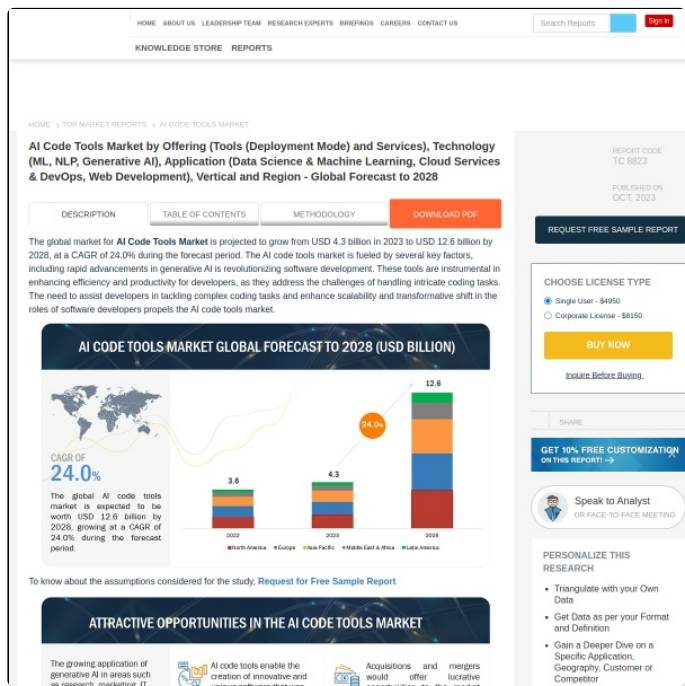 HOME ABOUT US LEADERSHIP TEAM RESEARCH EXPERTS BRIEFINGS CAREERS CONTACT US
Search Reports
Sign In
KNOWLEDGE STORE REPORTS
HOME TOP MARKET REPORTS AI CODE TOOLS MARKET
AI Code Tools Market by Offering (Tools (Deployment Mode) and Services), Technology
(ML, NLP, Generative AI), Application (Data Science & Machine Learning, Cloud Services
& DevOps, Web Development), Vertical and Region - Global Forecast to 2028
DESCRIPTION
TABLE OF CONTENTS
METHODOLOGY
DOWNLOAD PDF
The global market for AI Code Tools Market is projected to grow from USD 4.3 billion in 2023 to USD 12.6 billion by
2028, at a CAGR of 24.0% during the forecast period. The AI code tools market is fueled by several key factors,
including rapid advancements in generative AI is revolutionizing software development. These tools are instrumental in
enhancing efficiency and productivity for developers, as they address the challenges of handling intricate coding tasks.
The need to assist developers in tackling complex coding tasks and enhance scalability and transformative shift in the
roles of software developers propels the AI code tools market.
AI CODE TOOLS MARKET GLOBAL FORECAST TO 2028 (USD BILLION)
CAGR OF
24.0%
The global AI code tools
market is expected to be
worth USD 12.6 billion by
2028, growing at a CAGR of
24.0% during the forecast
period.
3.6
4.3
24.0%
12.6
2022
2023
2028
North America Europe Asia Pacific Middle East & Africa Latin America
To know about the assumptions considered for the study, Request for Free Sample Report
ATTRACTIVE OPPORTUNITIES IN THE AI CODE TOOLS MARKET
The growing application of
generative AI in areas such
as research, marketing, IT
AI code tools enable the
creation of innovative and
unique software that was
Acquisitions and mergers
would offer lucrative
opportunities to the market
REPORT CODE
TC 8823
PUBLISHED ON
OCT, 2023
REQUEST FREE SAMPLE REPORT
CHOOSE LICENSE TYPE
Single User - $4950
Corporate License - $8150
BUY NOW
Inquire Before Buying
SHARE
GET 10% FREE CUSTOMIZATION
ON THIS REPORT!
Speak to Analyst
OR FACE-TO-FACE MEETING
PERSONALIZE THIS
RESEARCH
Triangulate with your Own
Data
Get Data as per your Format
and Definition
Gain a Deeper Dive on a
Specific Application,
Geography, Customer or
Competitor